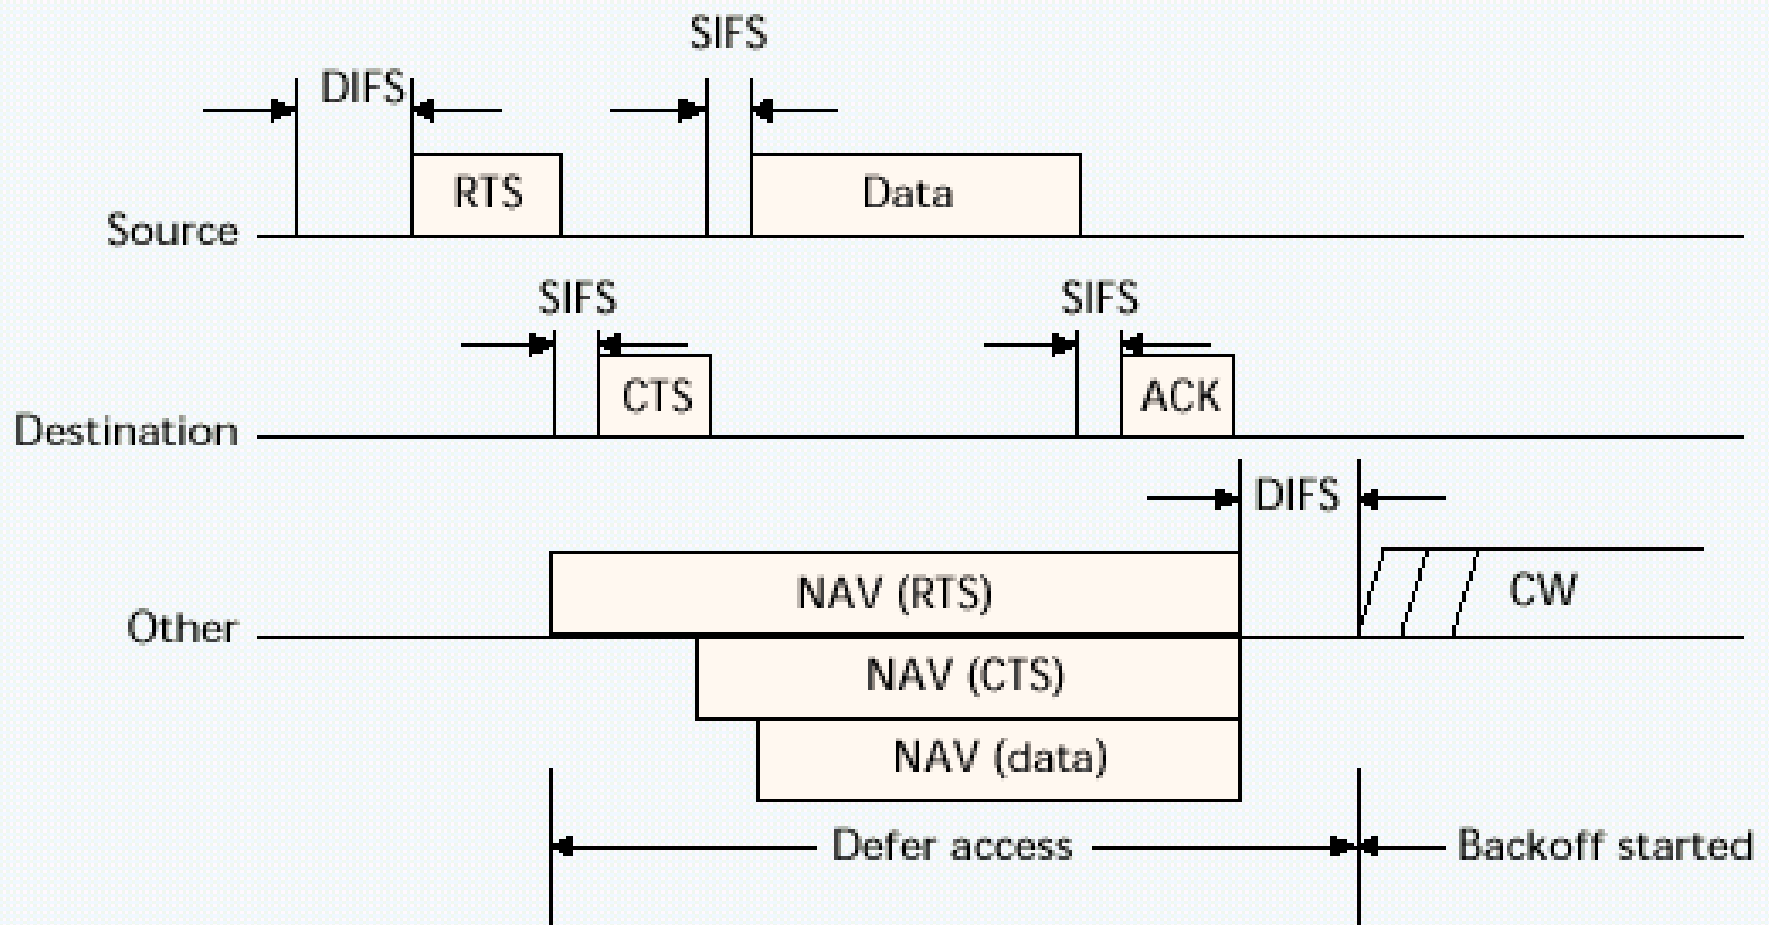 SIFS
DIFS
RTS
Data
Source
SIFS
SIFS
CTS
ACK
Destination
DIFS
NAV (RTS)
CW
Other
NAV (CTS)
NAV (data)
Defer access
Backoff started